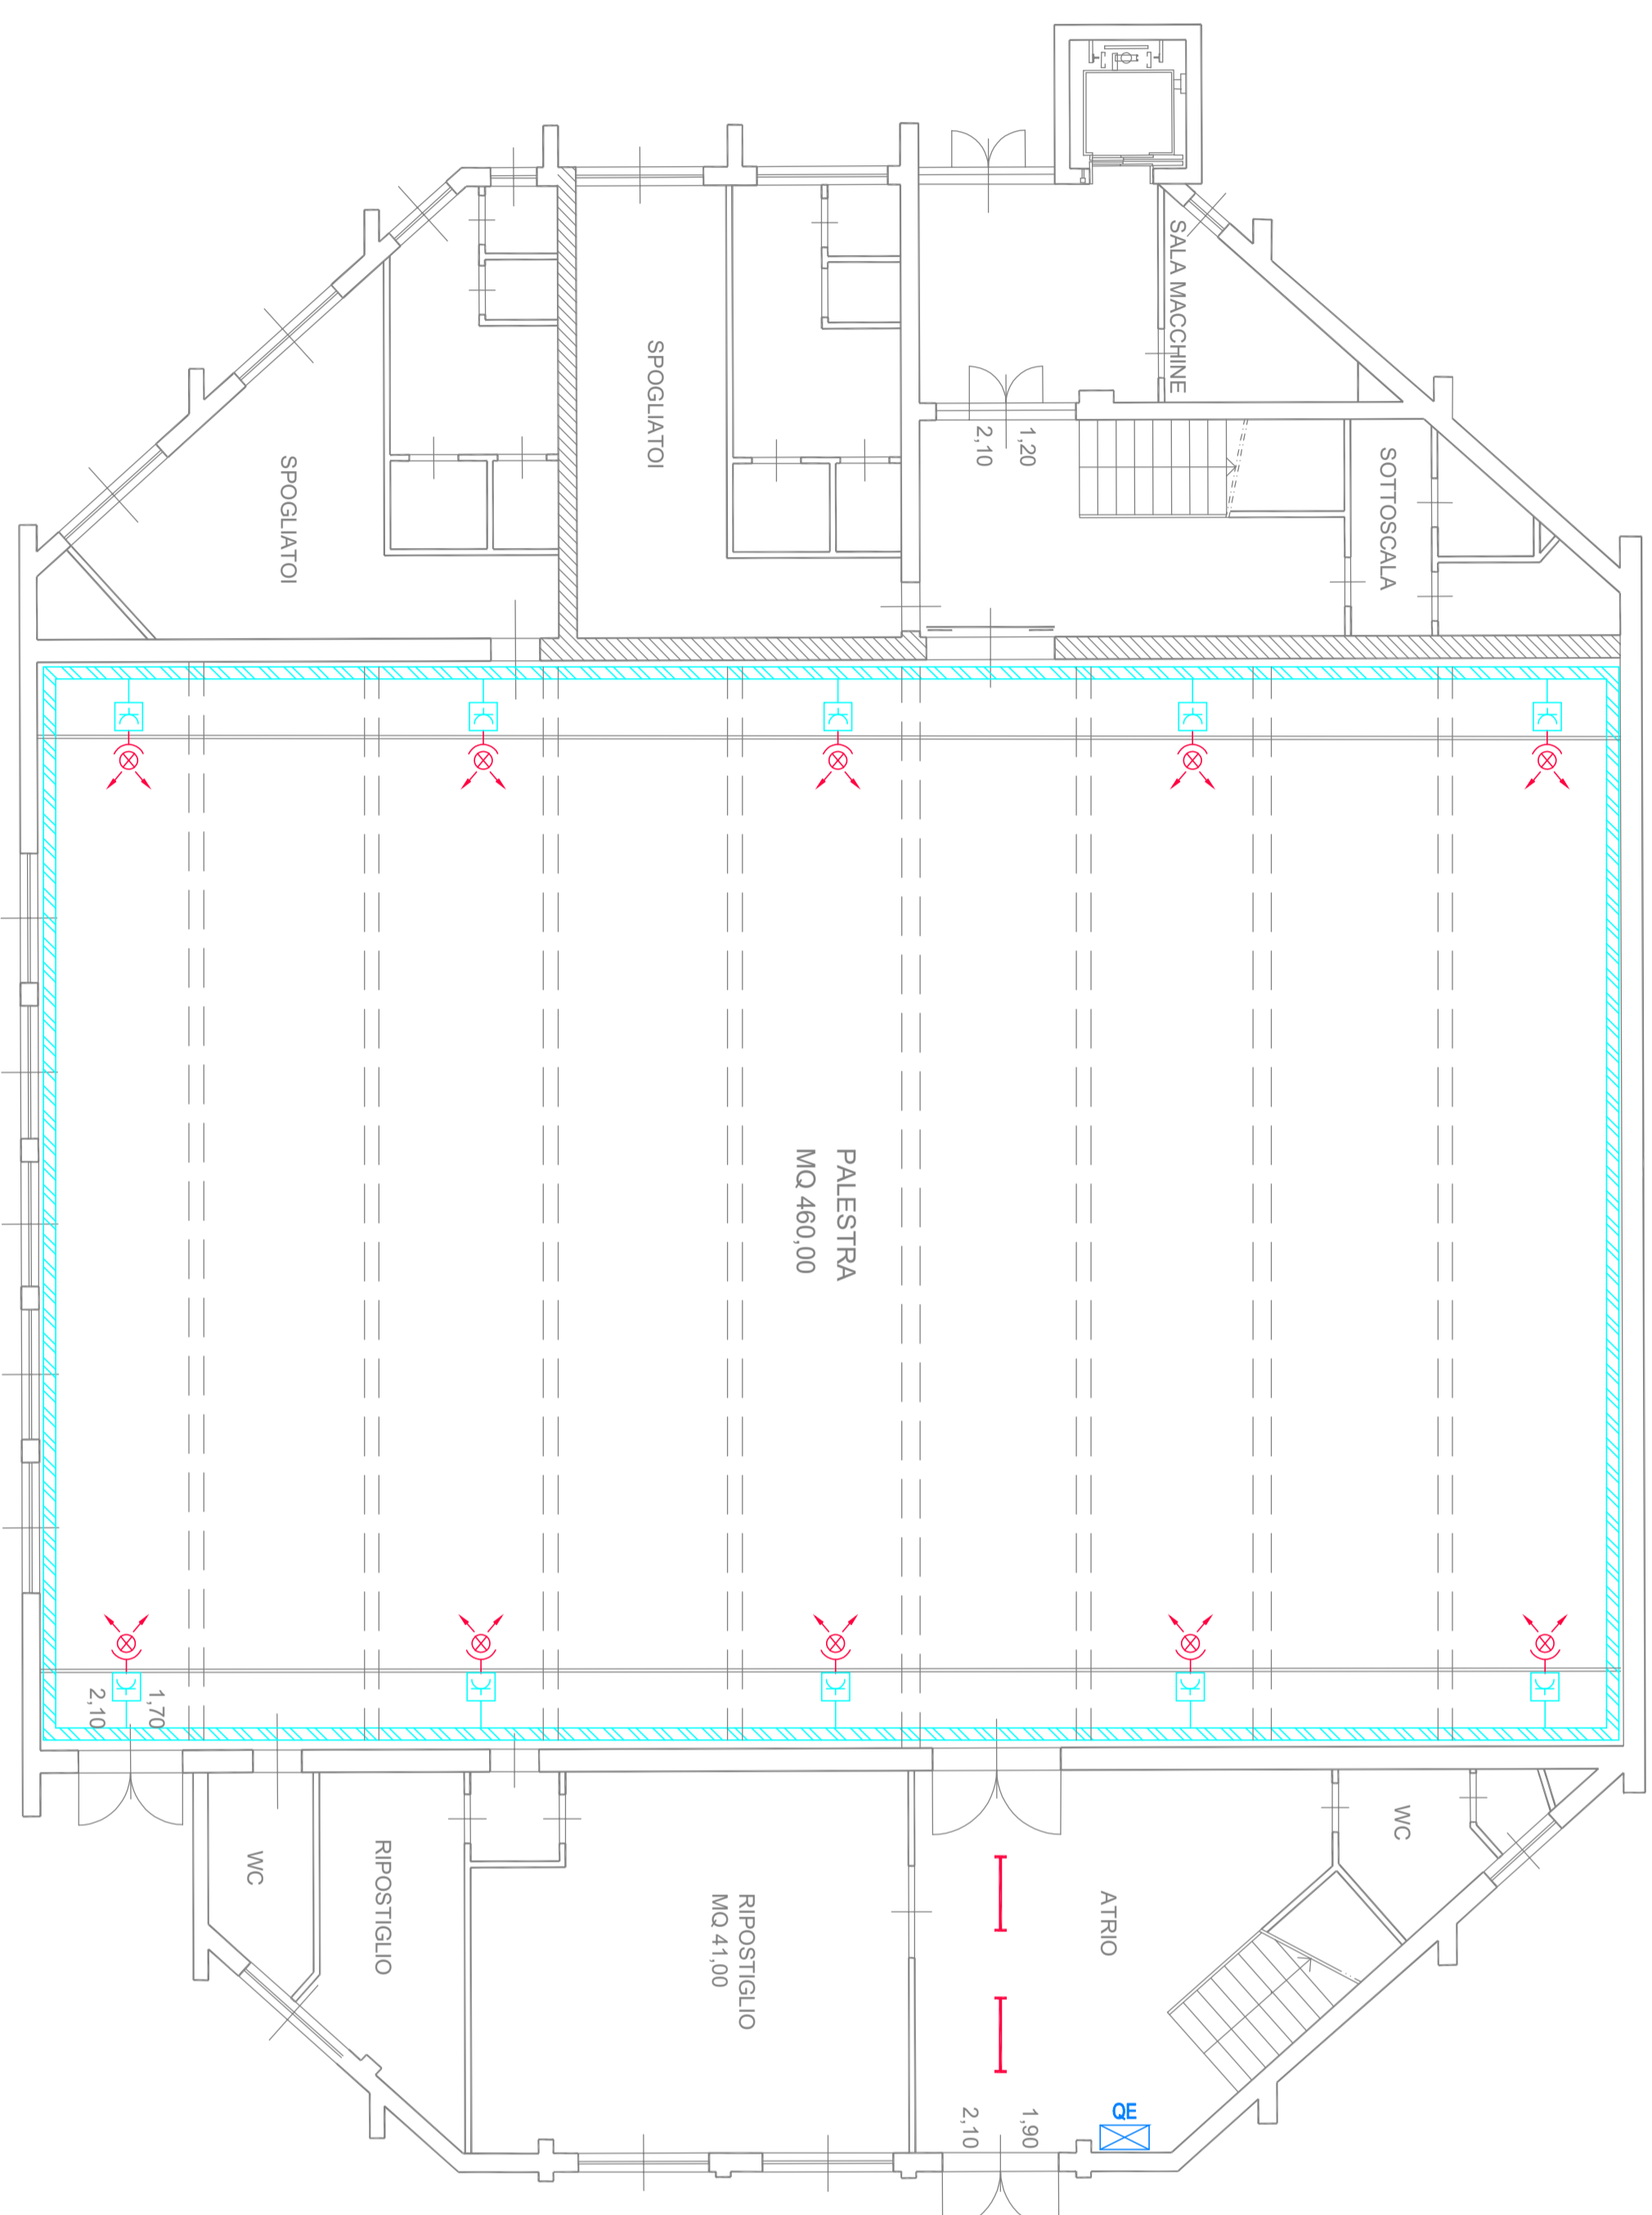 SALA MACCHINE
SPOGLIATOI
1,20
2,10
SOTTOSCALA
SPOGLIATOI
PALESTRA
MQ 460,00
1,70
2,10
WC
WC
RIPOSTIGLIO
RIPOSTIGLIO
MQ 41,00
ATRIO
QE
1,90
2,10